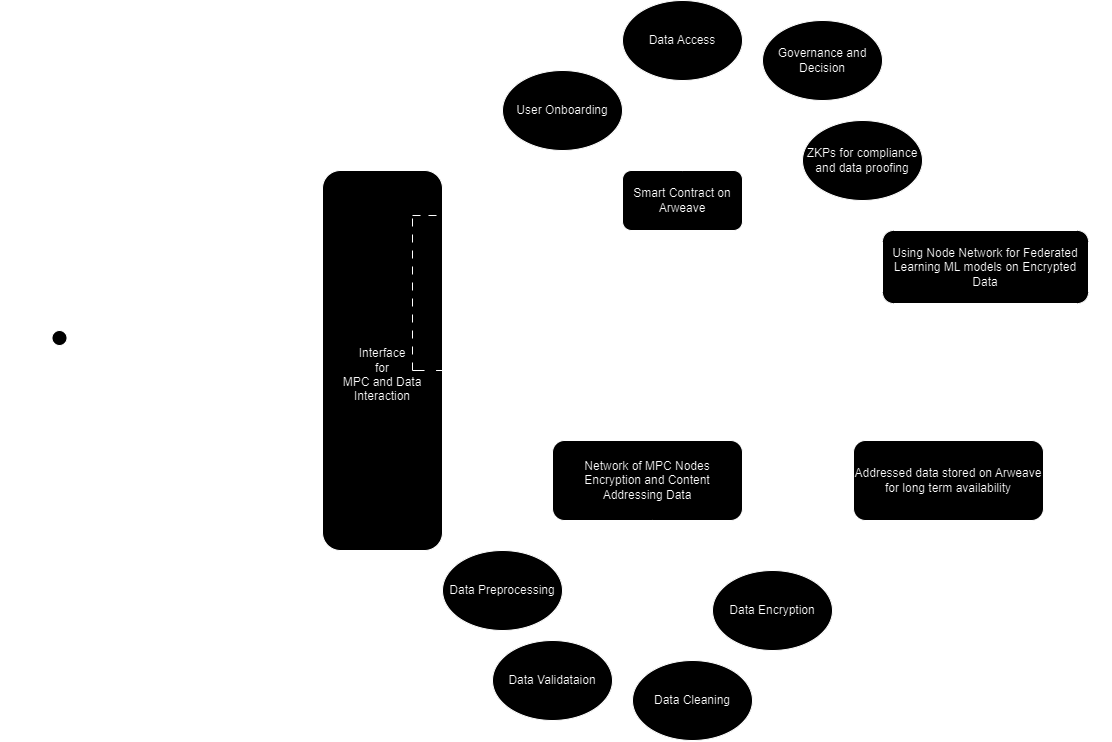 Data Access
Governance and
Decision
User Onboarding
ZKPs for compliance
and data proofing
Smart Contract on
Arweave
Using Node Network for Federated
Learning ML models on Encrypted
Data
Interface
for
MPC and Data
Interaction
Network of MPC Nodes
Encryption and Content
Addressing Data
Addressed data stored on Arweave
for long term availability
Data Preprocessing
Data Encryption
Data Validataion
Data Cleaning